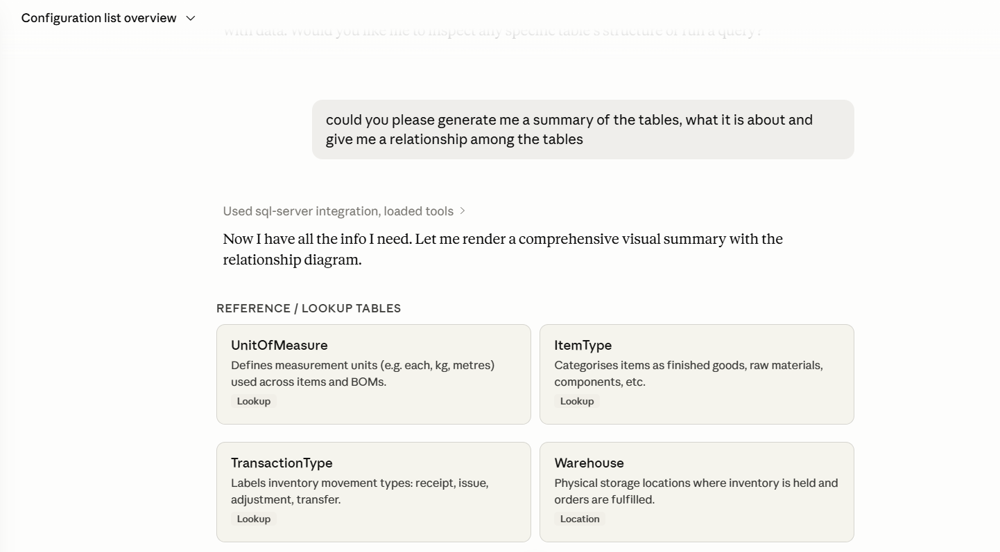 Configuration list overview
with data. Would you like me to inspect any specific table's structure or run a query?
could you please generate me a summary of the tables, what it is about and
give me a relationship among the tables
Used sql-server integration, loaded tools
Now I have all the info I need. Let me render a comprehensive visual summary with the
relationship diagram.
REFERENCE / LOOKUP TABLES
UnitOfMeasure
Defines measurement units (e.g. each, kg, metres)
used across items and BOMs.
Lookup
ItemType
Categorises items as finished goods, raw materials,
components, etc.
Lookup
TransactionType
Labels inventory movement types: receipt, issue,
adjustment, transfer.
Lookup
Warehouse
Physical storage locations where inventory is held and
orders are fulfilled.
Location